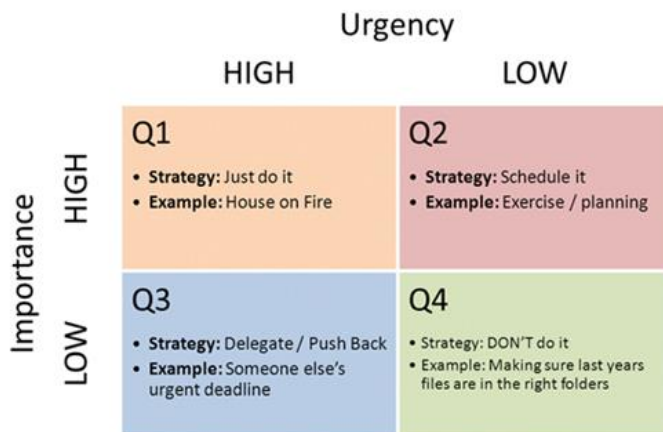 Urgency
HIGH
LOW
Importance
HIGH
LOW
Q1
• Strategy: Just do it
• Example: House on Fire
Q2
• Strategy: Schedule it
• Example: Exercise / planning
Q3
• Strategy: Delegate / Push Back
• Example: Someone else's
urgent deadline
Q4
• Strategy: DON'T do it
• Example: Making sure last years
files are in the right folders